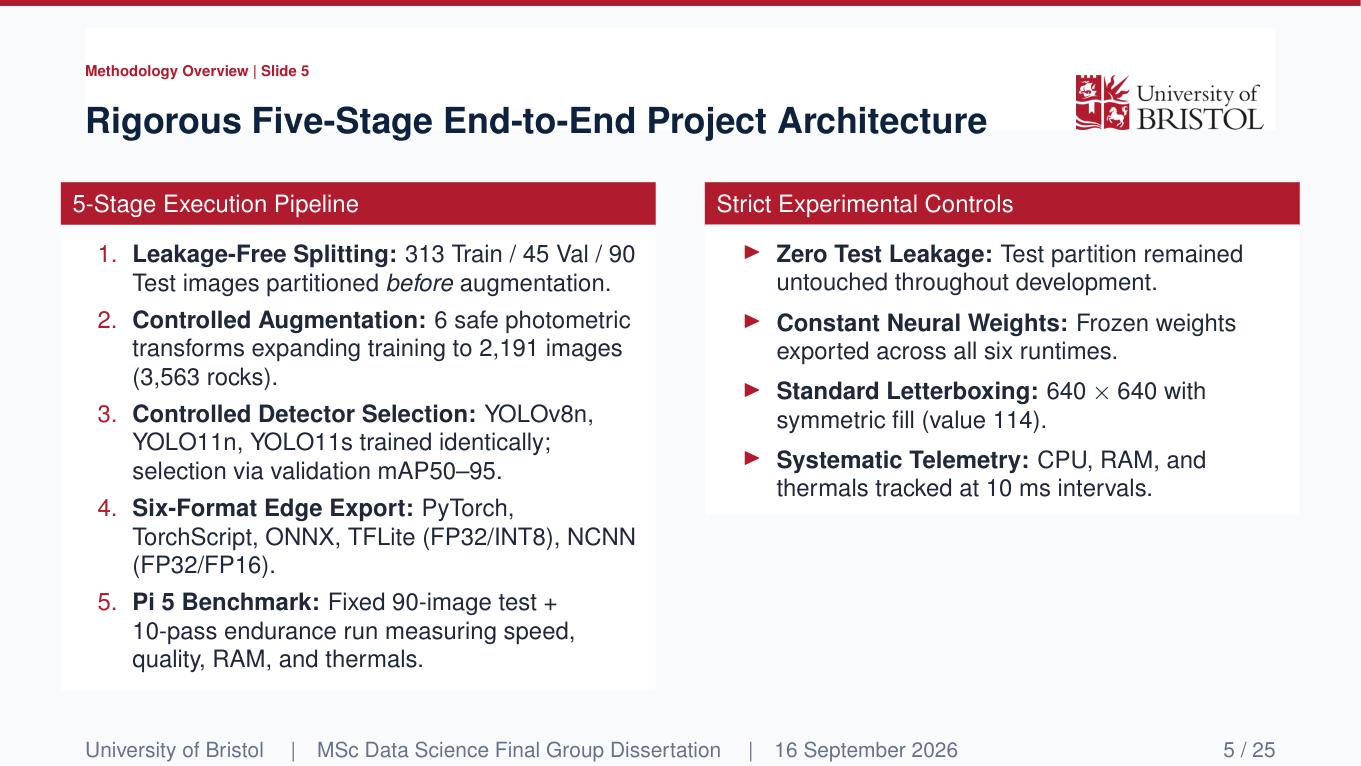 Methodology Overview | Slide 5
Rigorous Five-Stage End-to-End Project Architecture
University of
BRISTOL
5-Stage Execution Pipeline
1. Leakage-Free Splitting: 313 Train / 45 Val / 90
Test images partitioned before augmentation.
2. Controlled Augmentation: 6 safe photometric
transforms expanding training to 2,191 images
(3,563 rocks).
3. Controlled Detector Selection: YOLOv8n,
YOLO11n, YOLO11s trained identically;
selection via validation mAP50–95.
4. Six-Format Edge Export: PyTorch,
TorchScript, ONNX, TFLite (FP32/INT8), NCNN
(FP32/FP16).
5. Pi 5 Benchmark: Fixed 90-image test +
10-pass endurance run measuring speed,
quality, RAM, and thermals.
Strict Experimental Controls
► Zero Test Leakage: Test partition remained
untouched throughout development.
► Constant Neural Weights: Frozen weights
exported across all six runtimes.
► Standard Letterboxing: 640 × 640 with
symmetric fill (value 114).
► Systematic Telemetry: CPU, RAM, and
thermals tracked at 10 ms intervals.
University of Bristol | MSc Data Science Final Group Dissertation | 16 September 2026 5 / 25